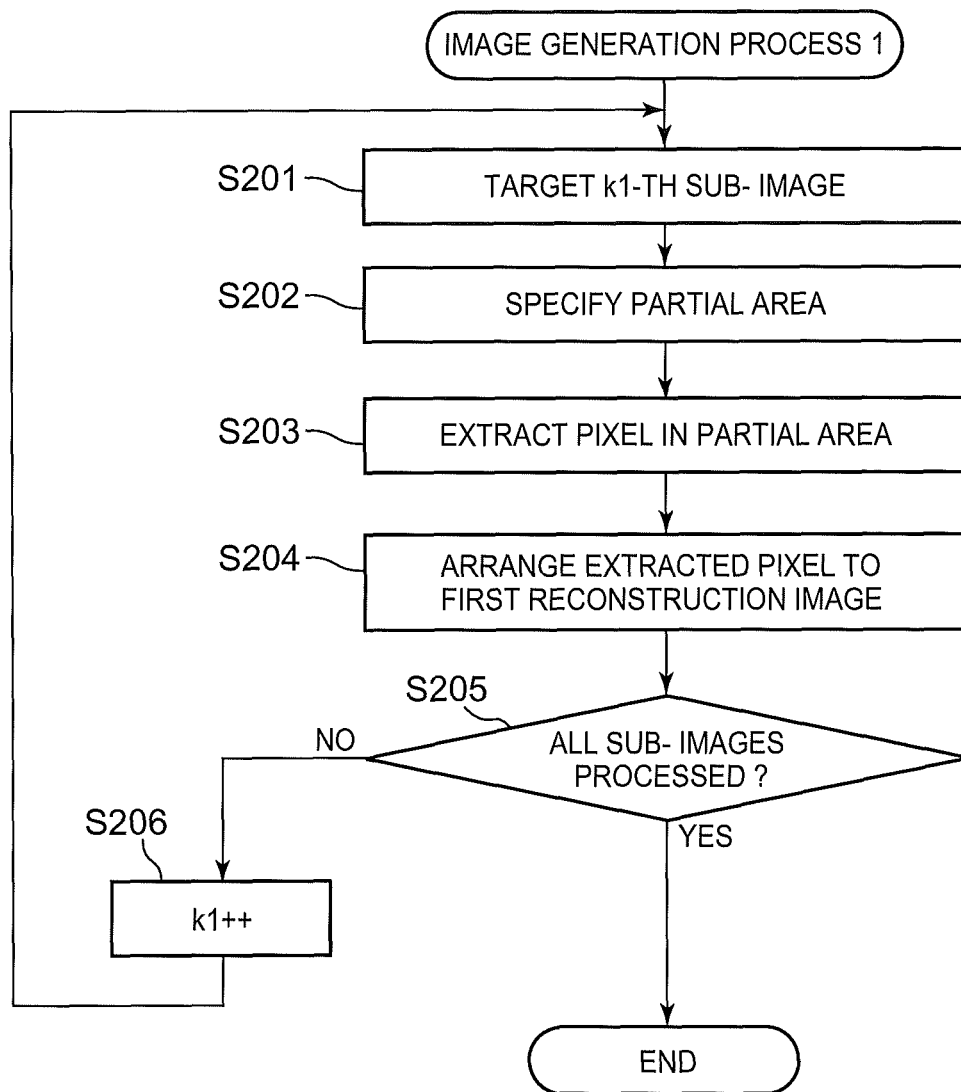 IMAGE GENERATION PROCESS 1
S201
TARGET k1-TH SUB- IMAGE
S202
SPECIFY PARTIAL AREA
S203
EXTRACT PIXEL IN PARTIAL AREA
S204
ARRANGE EXTRACTED PIXEL TO
FIRST RECONSTRUCTION IMAGE
S205
NO
ALL SUB- IMAGES
PROCESSED ?
YES
S206
k1++
END